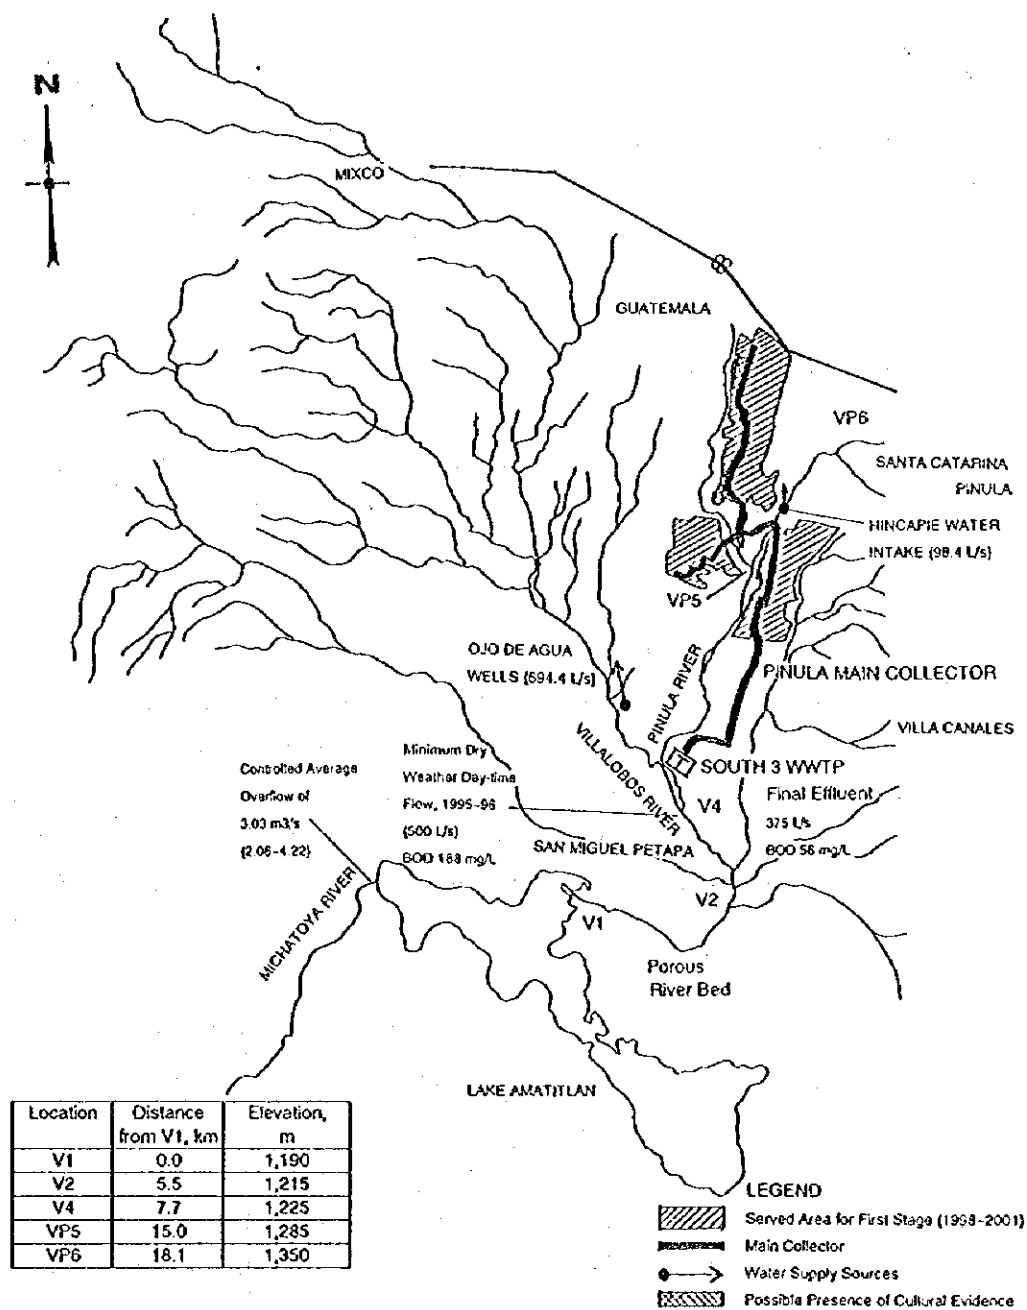 N
MIXCO
GUATEMALA
VP6
SANTA CATARINA
PINULA
HINCAPIE WATER
INTAKE (98.4 L/s)
VP5
OJO DE AGUA
WELLS (594.4 L/s)
PINULA RIVER
PINULA MAIN COLLECTOR
VILLA CANALES
VILLALOBOS RIVER
T
SOUTH 3 WWTP
V4
Final Effluent
375 L/s
BOD 56 mg/L
Controlled Average
Overflow of
3.03 m3/s
(2.06-4.22)
Minimum Dry
Weather Day-time
Flow, 1995-96
(500 L/s)
BOD 188 mg/L
SAN MIGUEL PETAPA
MICHATOYA RIVER
V1
V2
Porous
River Bed
LAKE AMATITLAN
Location Distance from V1, km Elevation, m
V1 0.0 1,190
V2 5.5 1,215
V4 7.7 1,225
VP5 15.0 1,285
VP6 18.1 1,350
LEGEND
Served Area for First Stage (1998-2001)
Main Collector
Water Supply Sources
Possible Presence of Cultural Evidence